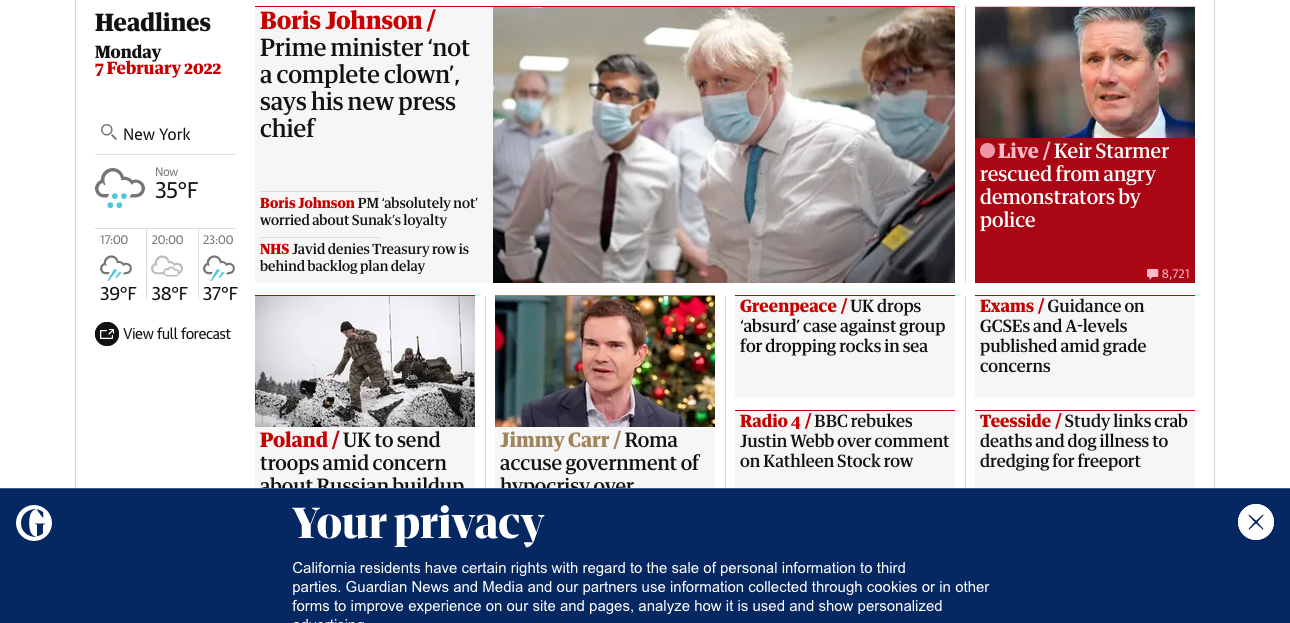 Headlines
Monday
7 February 2022
New York
Now
35°F
17:00 20:00 23:00
39°F 38°F 37°F
View full forecast
Boris Johnson /
Prime minister ‘not
a complete clown’,
says his new press
chief
Boris Johnson PM ‘absolutely not’
worried about Sunak’s loyalty
NHS Javid denies Treasury row is
behind backlog plan delay
Live / Keir Starmer
rescued from angry
demonstrators by
police
8,721
Poland / UK to send
troops amid concern
about Russian buildup
Jimmy Carr / Roma
accuse government of
hypocrisy over
Greenpeace / UK drops
‘absurd’ case against group
for dropping rocks in sea
Radio 4 / BBC rebukes
Justin Webb over comment
on Kathleen Stock row
Exams / Guidance on
GCSEs and A-levels
published amid grade
concerns
Teesside / Study links crab
deaths and dog illness to
dredging for freeport
Your privacy
California residents have certain rights with regard to the sale of personal information to third
parties. Guardian News and Media and our partners use information collected through cookies or in other
forms to improve experience on our site and pages, analyze how it is used and show personalized